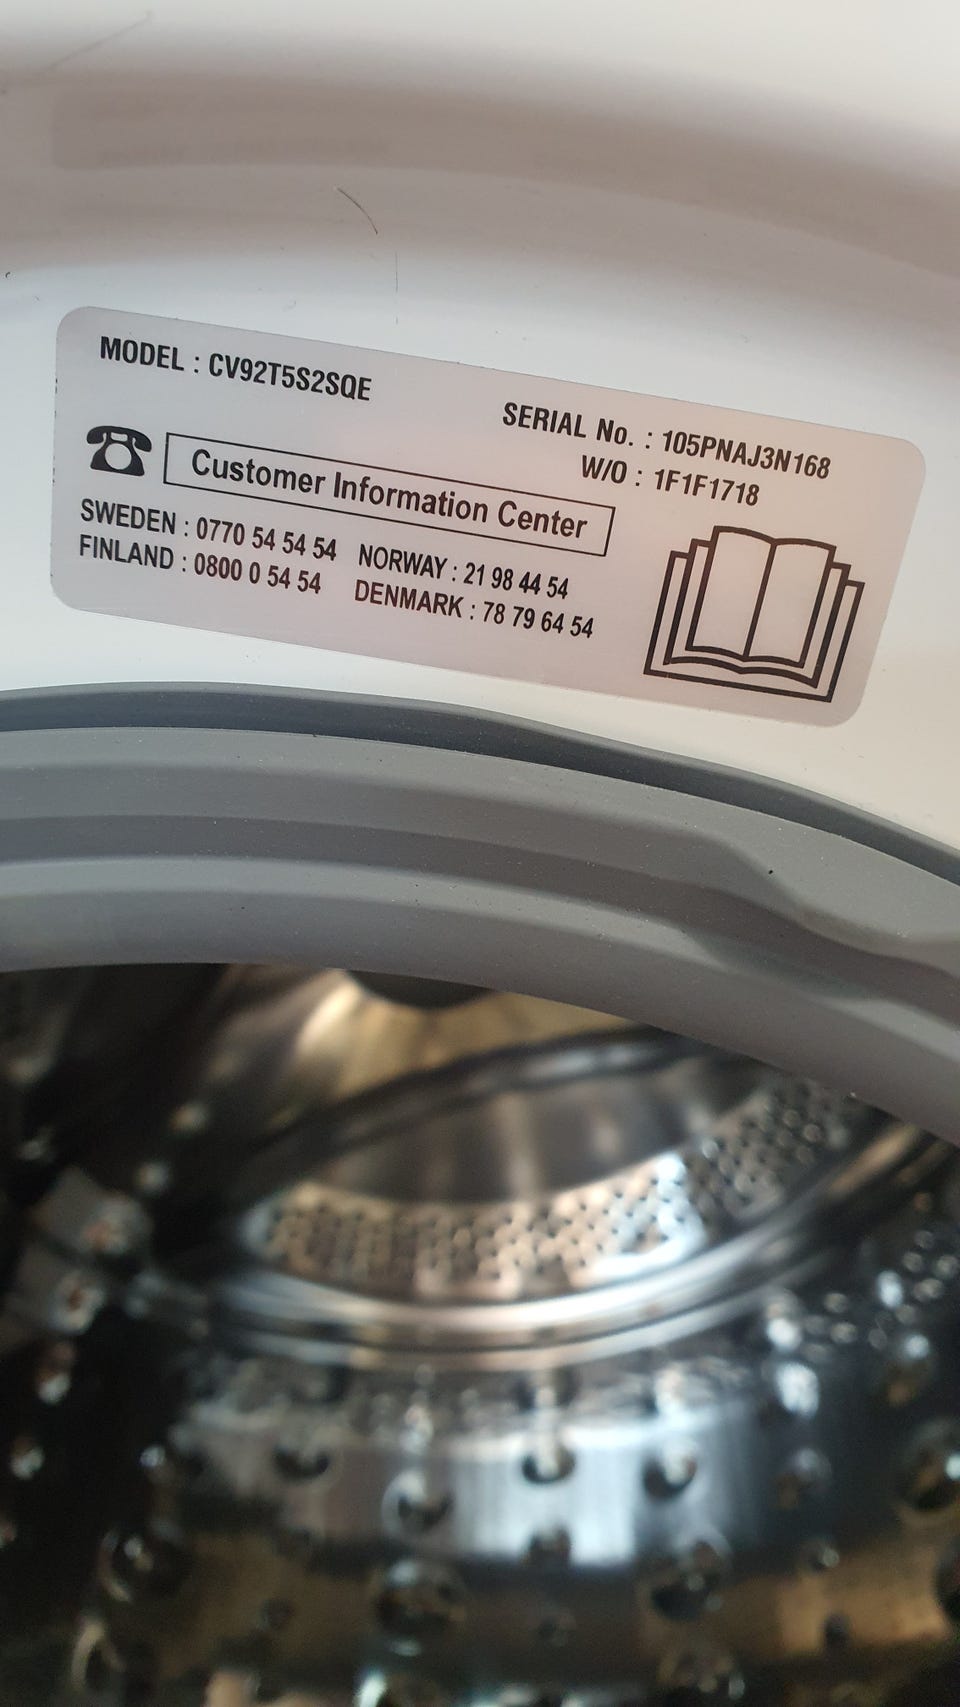 MODEL : CV92T5S2SQE
SERIAL No. : 105PNAJ3N168
W/O : 1F1F1718
Customer Information Center
SWEDEN : 0770 54 54 54 NORWAY : 21 98 44 54
FINLAND : 0800 0 54 54 DENMARK : 78 79 64 54